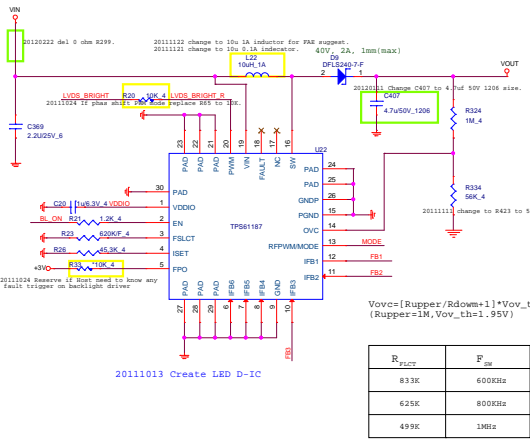 VIN
20120222 del 0 ohm R299.
20111122 change to 10u 1A inductor for FAE suggest.
20111121 change to 10u 0.1A indecator.
L22
10uH_1A
40V, 2A, 1mm(max)
D9
DFLS240-7-F
2
1
VOUT
20120111 Change C407 to 4.7uf 50V 1206 size.
C407
4.7u50V_1206
LVDS_BRIGHT
R20
10K_4
LVDS_BRIGHT_R
20111024 If phas shift PWM mode replace R65 to 10K.
R324
1M_4
C369
2.2U/25V_6
23
22
21
20
19
18
17
16
U22
PAD
PAD
PAD
PWM
VIN
FAULT
NC
SW
30
PAD
C20
1u/6.3V_4
VDDIO
1
VDDIO
BL_ON
R21
1.2K_4
2
EN
R23
620K/F_4
3
FSLCT
R26
45.3K_4
4
ISET
+3V
R33
*10K_4
5
FPO
TPS61187
PAD
24
PAD
25
GNDP
26
PGND
15
OVC
14
RFPWM/MODE
13
MODE
IFB1
12
FB1
IFB2
11
FB2
R334
56K_4
20111111 change to R423 to 5
20111024 Reserve if Host need to know any
fault trigger on backlight driver
PAD
PAD
PAD
IFB6
IFB5
IFB4
GND
IFB3
27
28
29
6
7
8
9
10
FB3
20111013 Create LED D-IC
Vovc=[Rupper/Rdowm+1]*Vov_t
(Rupper=1M,Vov_th=1.95V)
R FLCT
F SW
833K
600KHz
625K
800KHz
499K
1MHz